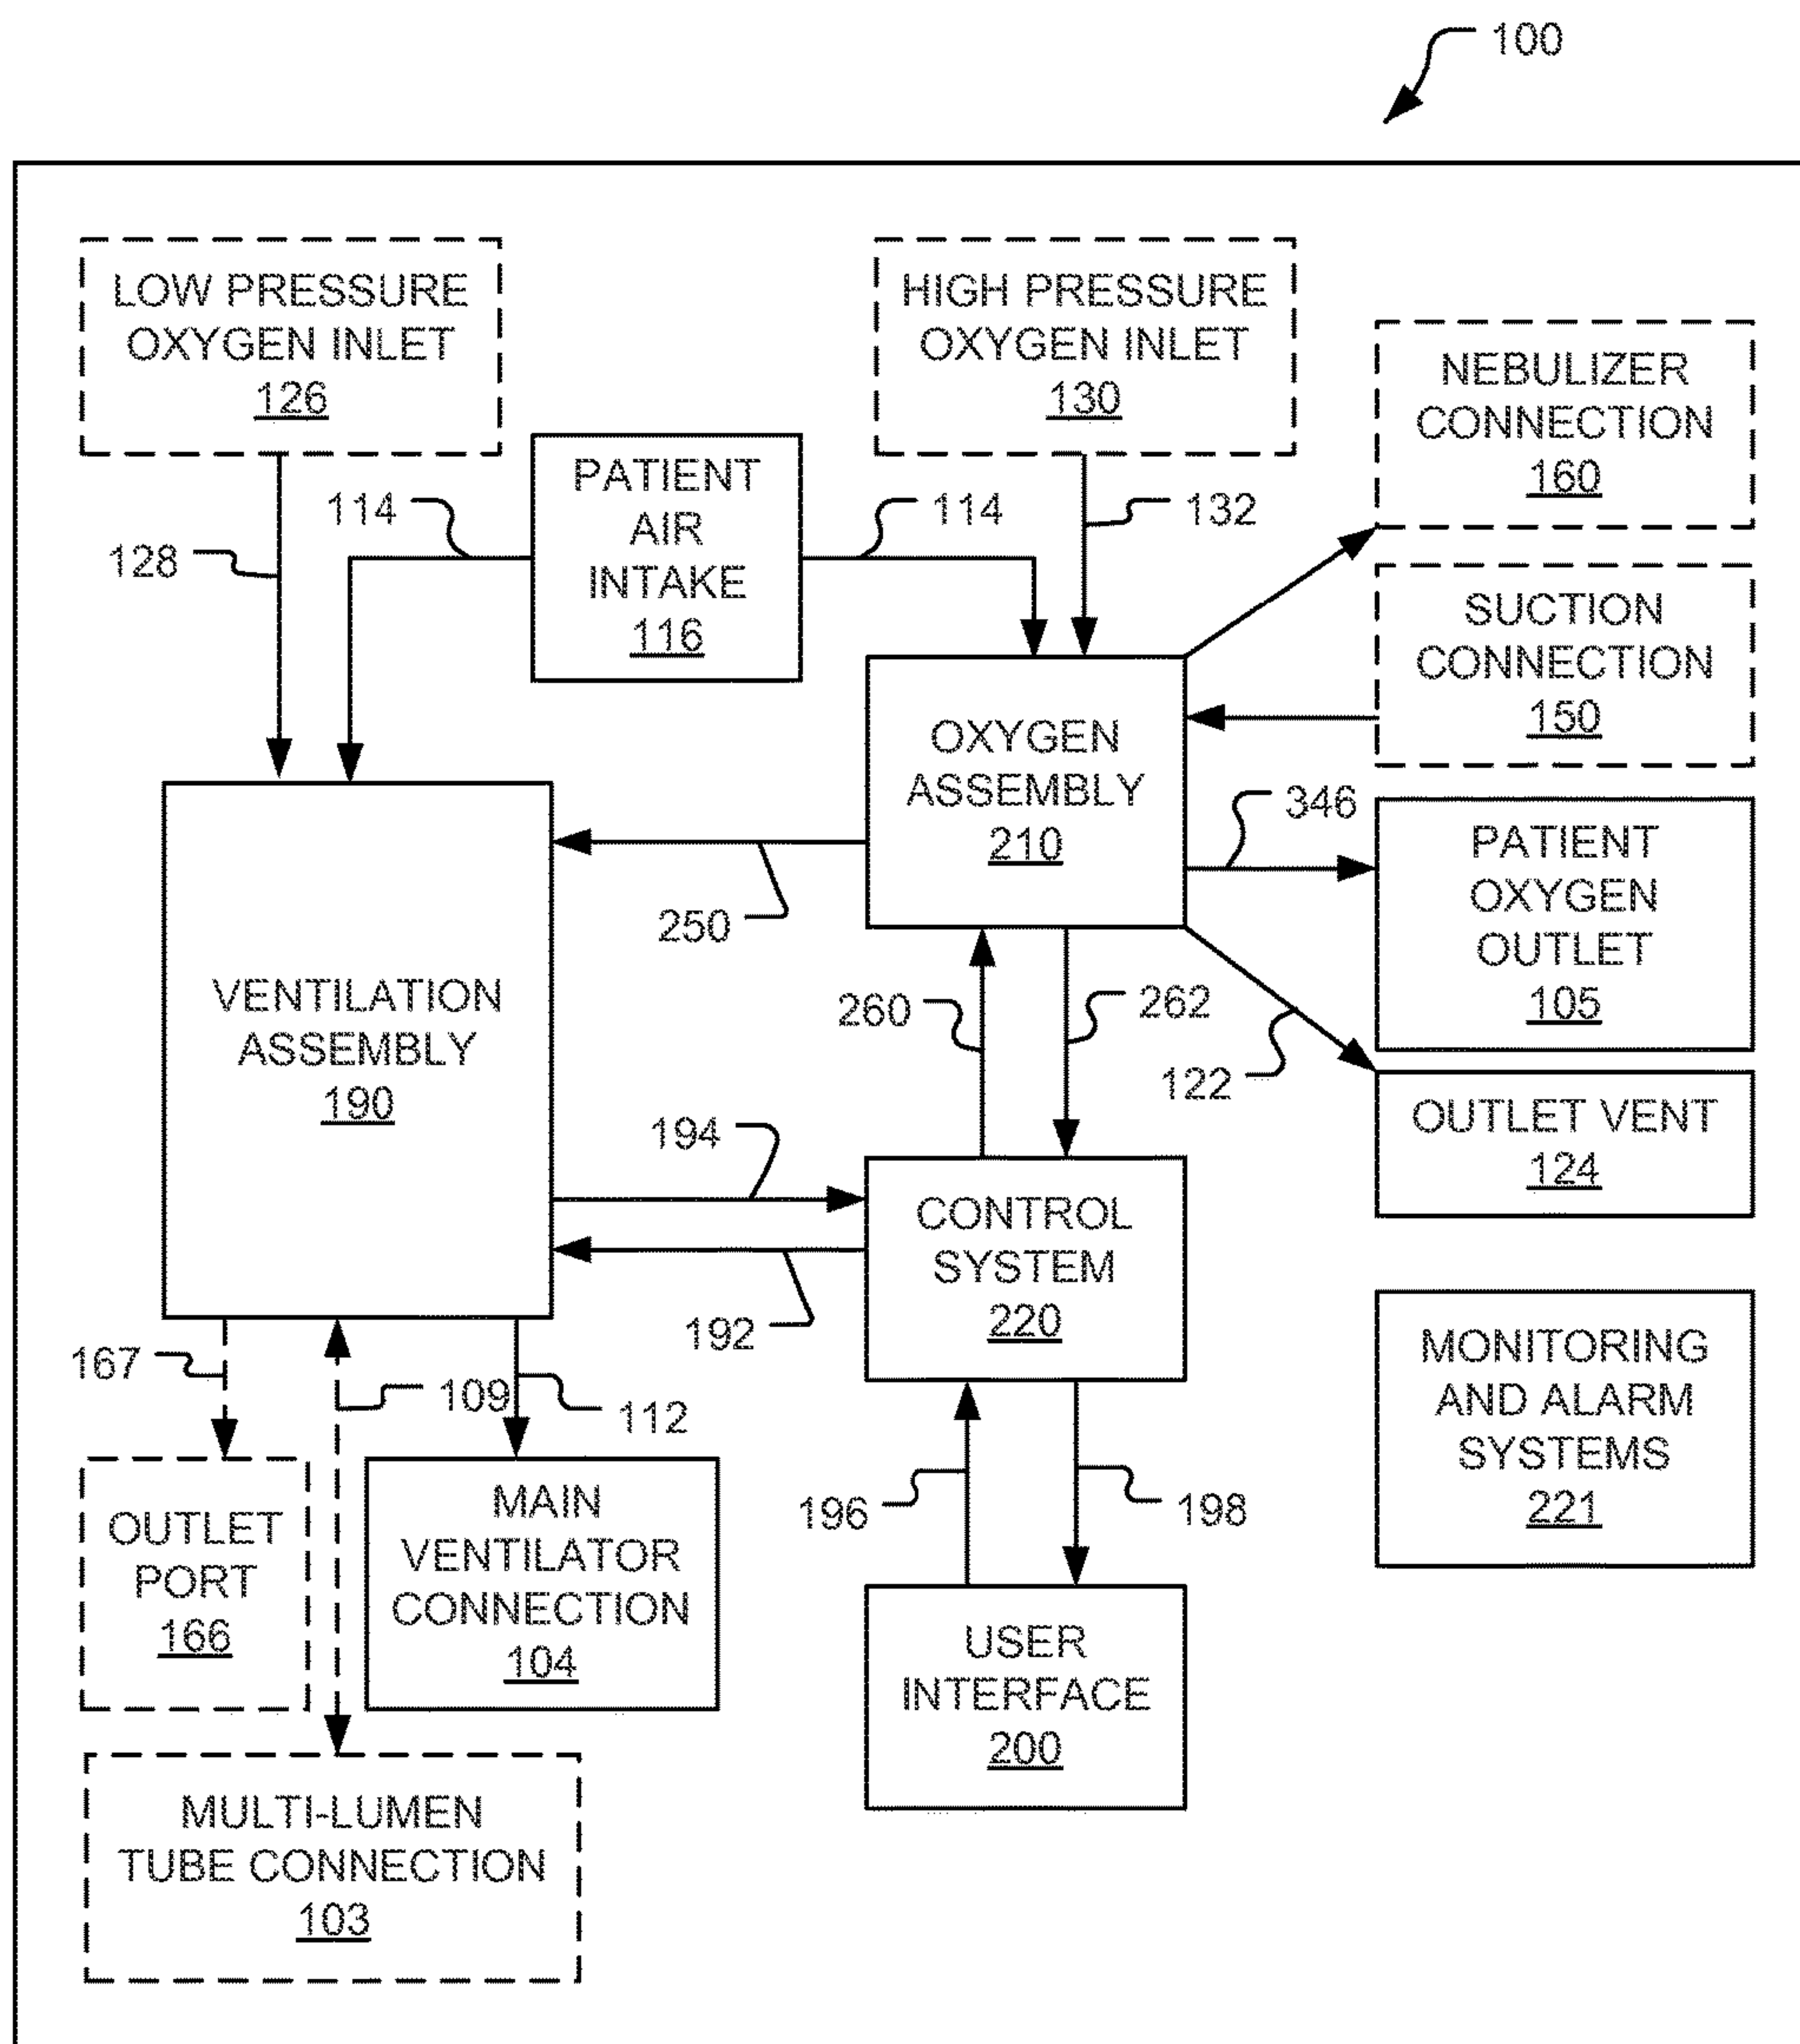 100
LOW PRESSURE
OXYGEN INLET
126
HIGH PRESSURE
OXYGEN INLET
130
NEBULIZER
CONNECTION
160
PATIENT
AIR
INTAKE
116
114
114
132
128
SUCTION
CONNECTION
150
OXYGEN
ASSEMBLY
210
346
PATIENT
OXYGEN
OUTLET
105
250
VENTILATION
ASSEMBLY
190
260
262
122
OUTLET VENT
124
194
CONTROL
SYSTEM
220
192
MONITORING
AND ALARM
SYSTEMS
221
167
109
112
196
198
OUTLET
PORT
166
MAIN
VENTILATOR
CONNECTION
104
USER
INTERFACE
200
MULTI-LUMEN
TUBE CONNECTION
103